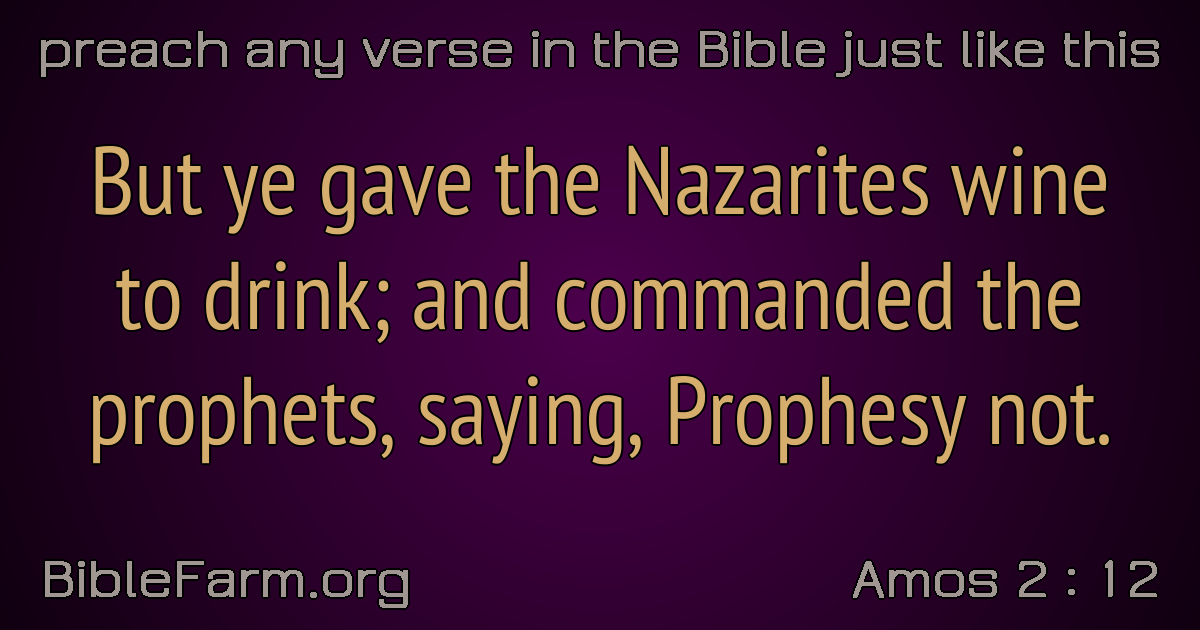 preach any verse in the Bible just like this
But ye gave the Nazarites wine
to drink; and commanded the
prophets, saying, Prophesy not.
BibleFarm.org
Amos 2 : 12